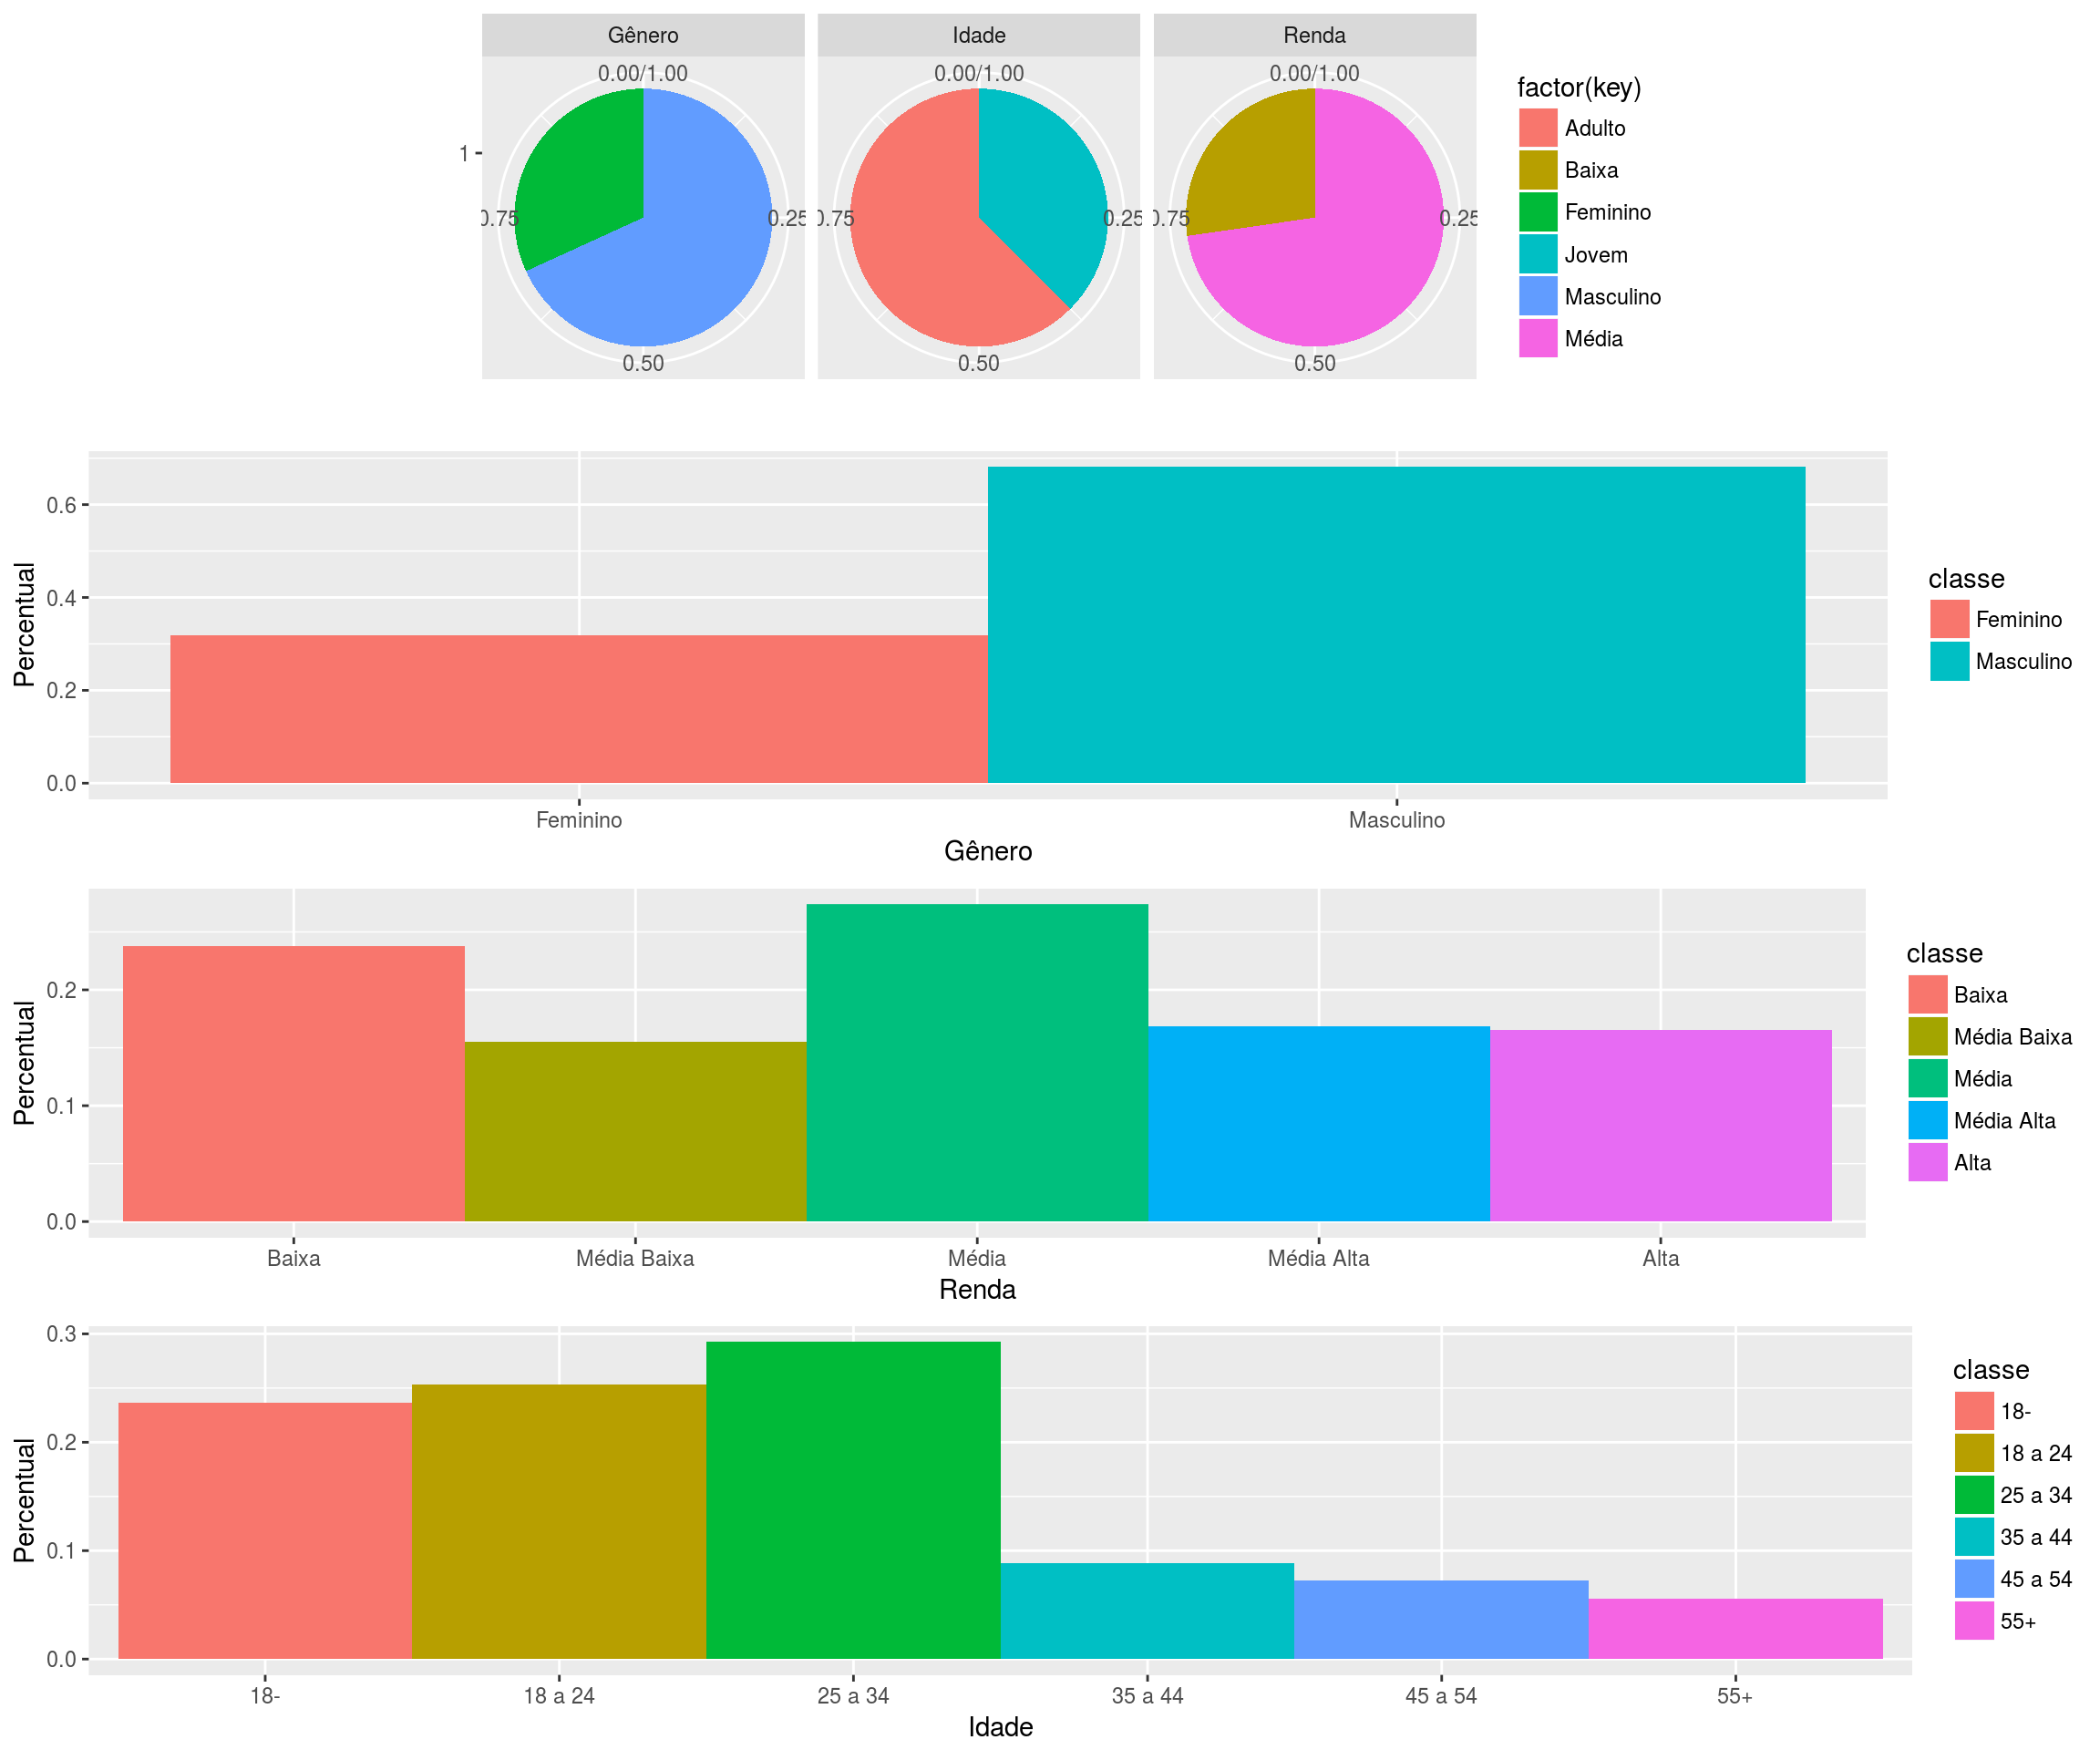 Gênero Idade Renda
0.00/1.00 0.00/1.00 0.00/1.00
factor(key)
Adulto
Baixa
Feminino
Jovem
Masculino
Média
1
0.75 0.25 0.75 0.25 0.75 0.25
0.50 0.50 0.50
Percentual
0.6
0.4
0.2
0.0
Feminino Masculino
Gênero
classe
Feminino
Masculino
Percentual
0.2
0.1
0.0
Baixa Média Baixa Média Média Alta Alta
Renda
classe
Baixa
Média Baixa
Média
Média Alta
Alta
Percentual
0.3
0.2
0.1
0.0
18- 18 a 24 25 a 34 35 a 44 45 a 54 55+
Idade
classe
18-
18 a 24
25 a 34
35 a 44
45 a 54
55+